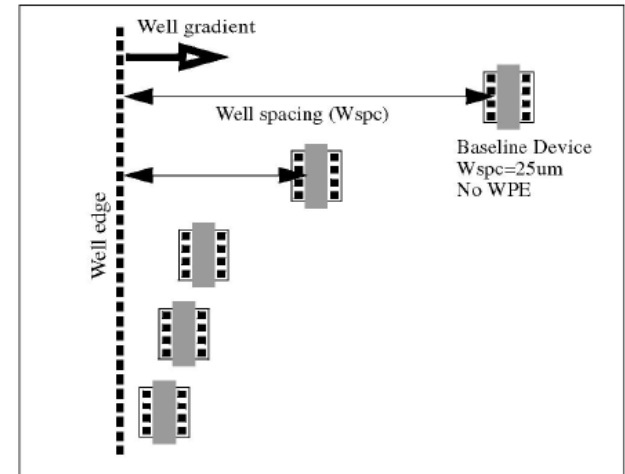 Well gradient
Well spacing (Wspc)
Baseline Device
Wspc=25um
No WPE
Well edge